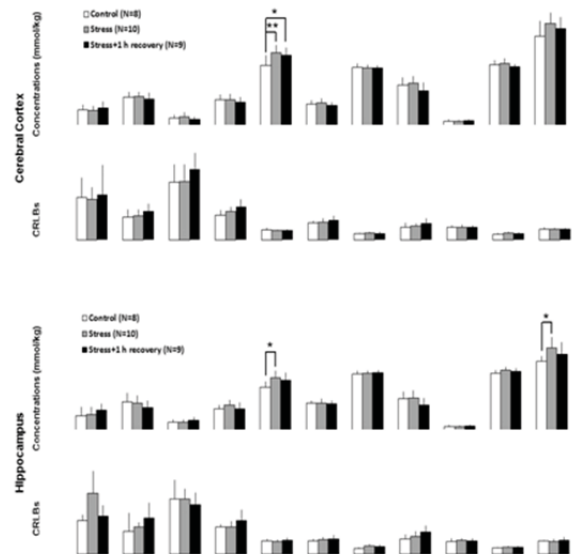 Control (N=8)
Stress (N=10)
Stress+1 h recovery (N=9)
Concentrations (mmol/kg)
Cerebral Cortex
CRLBs
*
**
Control (N=8)
Stress (N=10)
Stress+1 h recovery (N=9)
Concentrations (mmol/kg)
Hippocampus
CRLBs
*
*